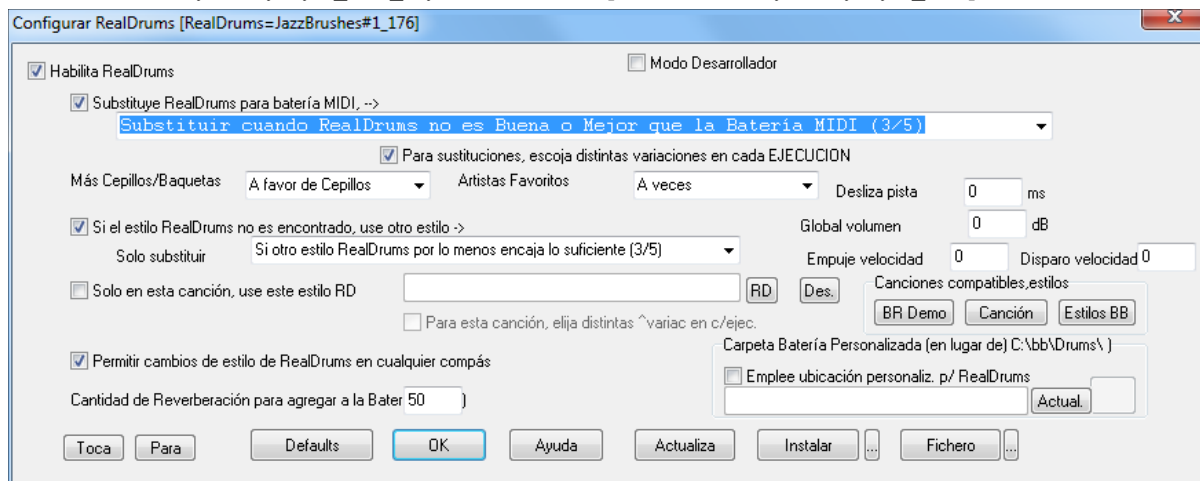 Configurar RealDrums [RealDrums=JazzBrushes#1_176]
Habilita RealDrums
Modo Desarrollador
Substituye RealDrums para batería MIDI, -->
Substituir cuando RealDrums no es Buena o Mejor que la Batería MIDI (3/5)
Para sustituciones, escoja distintas variaciones en cada EJECUCION
Más Cepillos/Baquetas A favor de Cepillos Artistas Favoritos A veces Desliza pista 0 ms
Si el estilo RealDrums no es encontrado, use otro estilo -> Global volumen 0 dB
Solo substituir Si otro estilo RealDrums por lo menos encaja lo suficiente (3/5)
Empuje velocidad 0 Disparo velocidad 0
Solo en esta canción, use este estilo RD RD Des. Canciones compatibles,estilos
BR Demo Canción Estilos BB
Para esta canción, elija distintas ^variac en c/ejec.
Carpeta Batería Personalizada (en lugar de) C:\bb\Drums\ )
Permitir cambios de estilo de RealDrums en cualquier compás
Emplee ubicación personaliz. p/ RealDrums
Cantidad de Reverberación para agregar a la Bater 50 )
Actual.
Toca Para Defaults OK Ayuda Actualiza Instalar ... Fichero ...